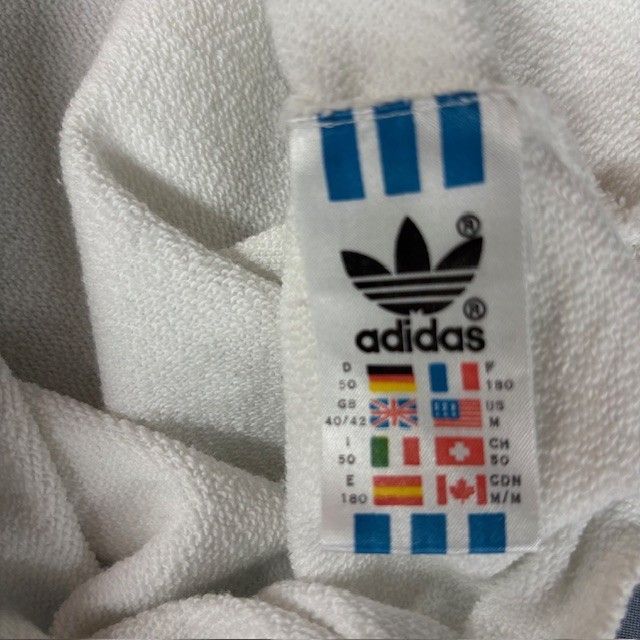 ®
adidas®
D F
50 180
GB US
40/42 M
I CH
50 50
E CDN
180 M/M